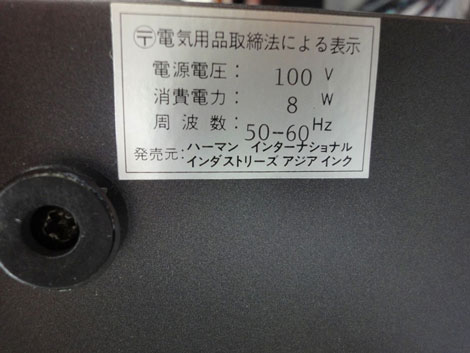 〶電気用品取締法による表示
電源電圧： 100 V
消費電力： 8 W
周波数：50-60Hz
発売元：ハーマン インターナショナル
インダストリーズ アジア インク